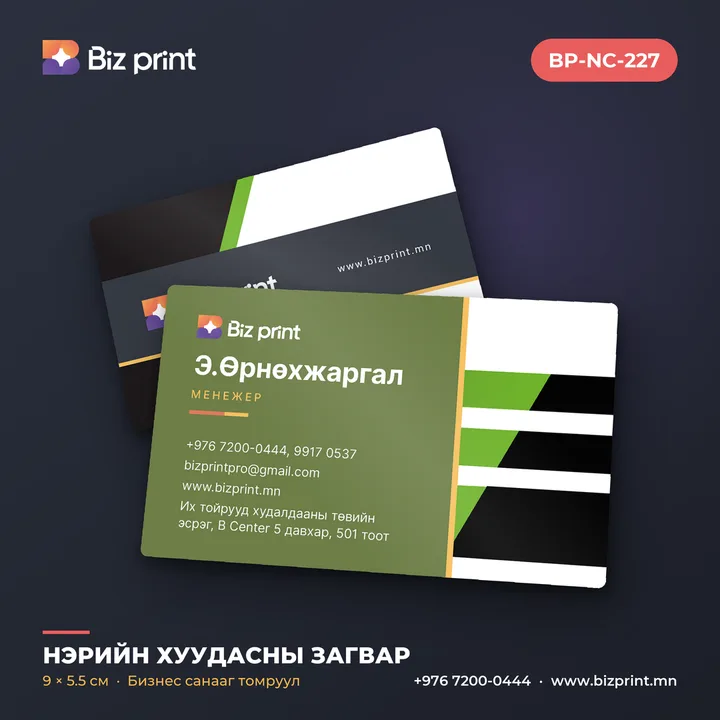 Biz print
BP-NC-227
www.bizprint.mn
Biz print
Э.Өрнөхжаргал
МЕНЕЖЕР
+976 7200-0444, 9917 0537
bizprintpro@gmail.com
www.bizprint.mn
Их тойрууд худалдааны төвийн
эсрэг, B Center 5 давхар, 501 тоот
НЭРИЙН ХУУДАСНЫ ЗАГВАР
9 × 5.5 см · Бизнес санааг томруул
+976 7200-0444 · www.bizprint.mn